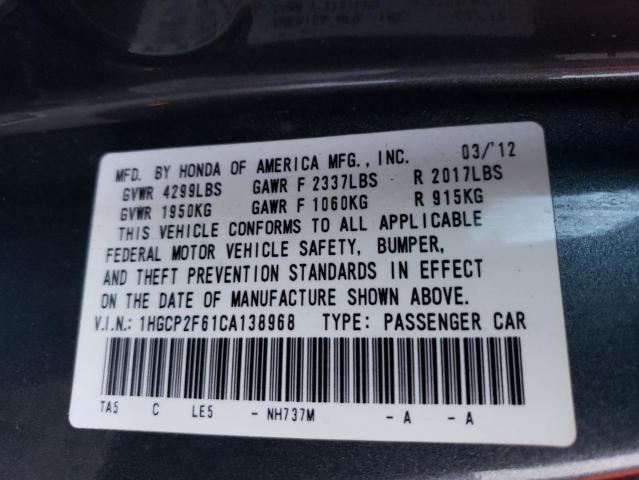 MFD. BY HONDA OF AMERICA MFG., INC. 03/'12
GVWR 4299LBS GAWR F 2337LBS R 2017LBS
GVWR 1950KG GAWR F 1060KG R 915KG
THIS VEHICLE CONFORMS TO ALL APPLICABLE
FEDERAL MOTOR VEHICLE SAFETY, BUMPER,
AND THEFT PREVENTION STANDARDS IN EFFECT
ON THE DATE OF MANUFACTURE SHOWN ABOVE.
V.I.N.: 1HGCP2F61CA138968 TYPE: PASSENGER CAR
TA5 C LE5 - NH737M - A - A